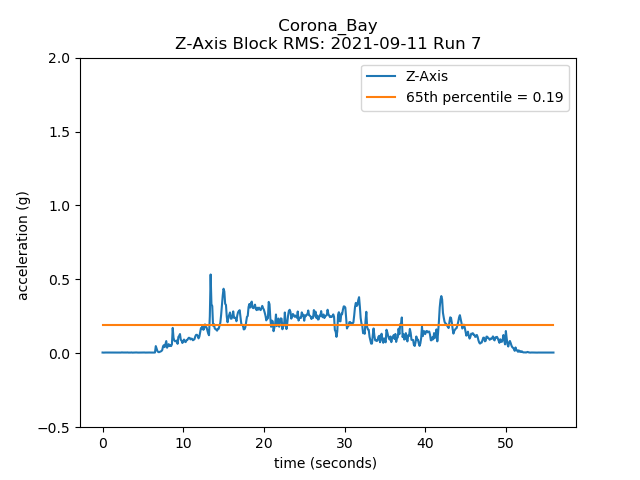 Corona_Bay
Z-Axis Block RMS: 2021-09-11 Run 7
2.0
1.5
1.0
0.5
0.0
−0.5
acceleration (g)
Z-Axis
65th percentile = 0.19
0 10 20 30 40 50
time (seconds)